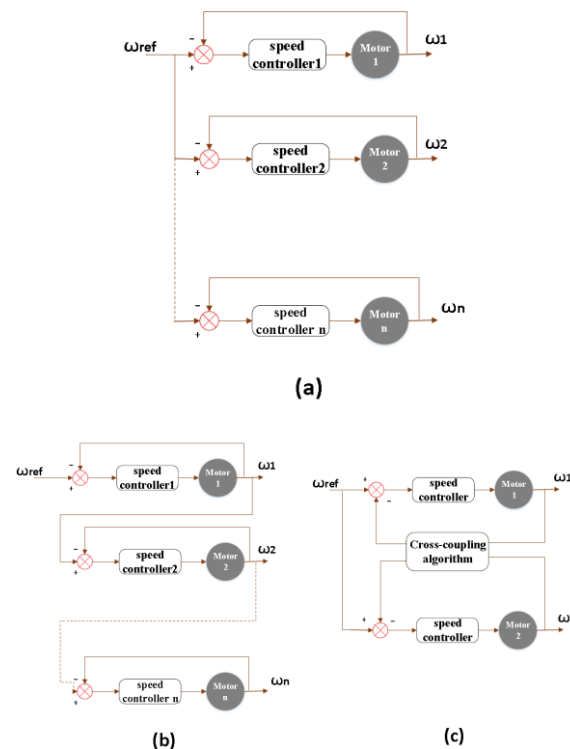 ωref
−
+
speed
controller1
Motor
1
ω1
−
+
speed
controller2
Motor
2
ω2
−
+
speed
controller n
Motor
n
ωn
(a)
ωref
−
+
speed
controller1
Motor
1
ω1
−
+
speed
controller2
Motor
2
ω2
−
+
speed
controller n
Motor
n
ωn
(b)
ωref
+
−
speed
controller
Motor
1
ω1
Cross-coupling
algorithm
+
−
speed
controller
Motor
2
ω
(c)